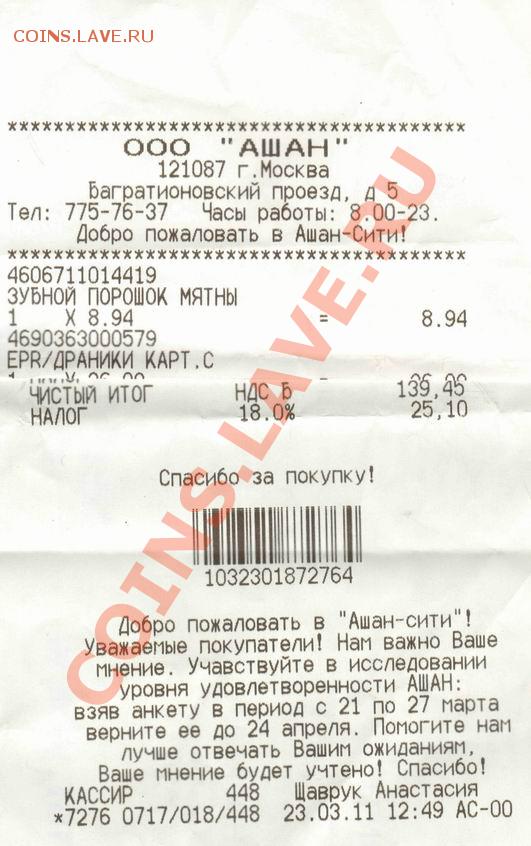 COINS.LAVE.RU
****************************************
ООО "АШАН"
121087 г.Москва
Багратионовский проезд, д 5
Тел: 775-76-37 Часы работы: 8.00-23.
Добро пожаловать в Ашан-Сити!
****************************************
4606711014419
ЗУБНОЙ ПОРОШОК МЯТНЫ
1 X 8.94 = 8.94
4690363000579
EPR/ДРАНИКИ КАРТ.С
ЧИСТЫЙ ИТОГ НДС Б 139,45
НАЛОГ 18.0% 25,10
Спасибо за покупку!
1032301872764
Добро пожаловать в "Ашан-сити"!
Уважаемые покупатели! Нам важно Ваше
мнение. Учавствуйте в исследовании
уровня удовлетворенности АШАН:
взяв анкету в период с 21 по 27 марта
верните ее до 24 апреля. Помогите нам
лучше отвечать Вашим ожиданиям,
Ваше мнение будет учтено! Спасибо!
КАССИР 448 Щаврук Анастасия
*7276 0717/018/448 23.03.11 12:49 АС-00
COINS.LAVE.RU